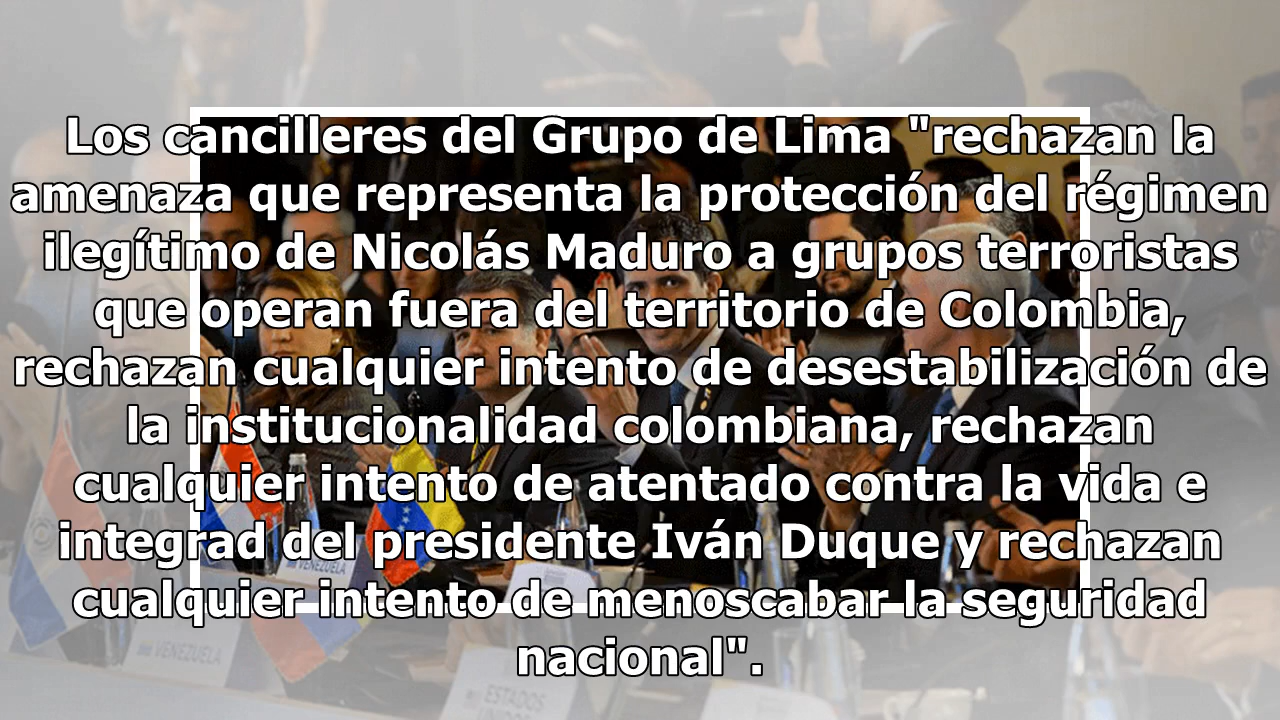 Los cancilleres del Grupo de Lima "rechazan la
amenaza que representa la protección del régimen
ilegítimo de Nicolás Maduro a grupos terroristas
que operan fuera del territorio de Colombia,
rechazan cualquier intento de desestabilización de
la institucionalidad colombiana, rechazan
cualquier intento de atentado contra la vida e
integrad del presidente Iván Duque y rechazan
cualquier intento de menoscabar la seguridad
nacional".
VENEZUELA
VENEZUELA
ESTADOS